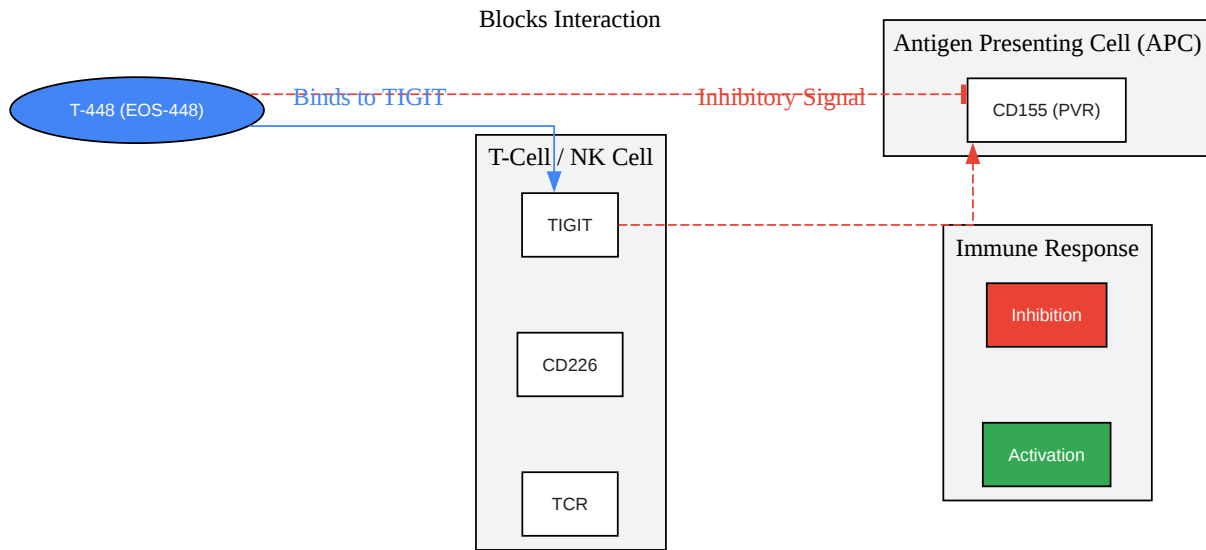 Blocks Interaction
Antigen Presenting Cell (APC)
T-448 (EOS-448)
Binds to TIGIT
Inhibitory Signal
CD155 (PVR)
T-Cell / NK Cell
TIGIT
Immune Response
Inhibition
CD226
Activation
TCR